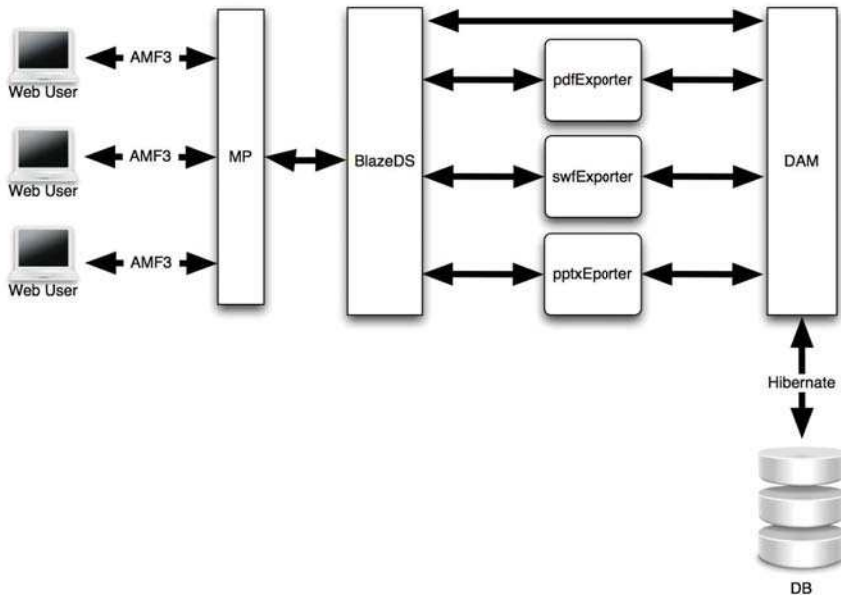 AMF3
Web User
AMF3
Web User
AMF3
Web User
MP
BlazeDS
pdfExporter
swfExporter
pptxEporter
DAM
Hibernate
DB